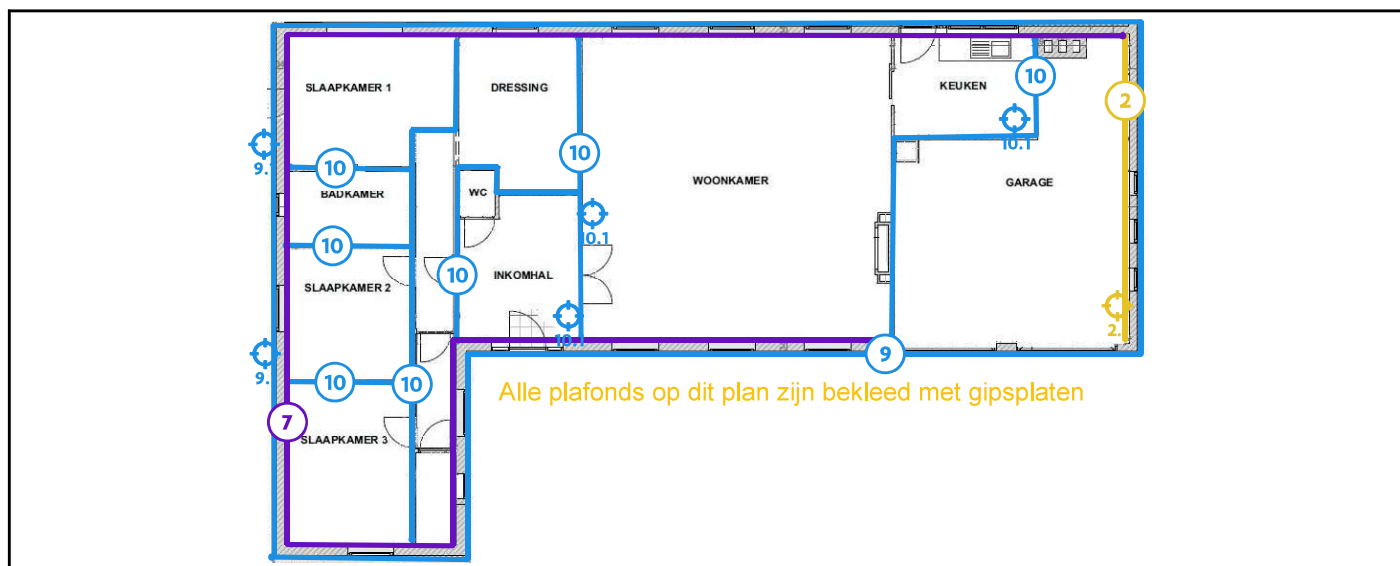 SLAAPKAMER 1
DRESSING
KEUKEN
10
2
9.
10
10
10.1
10
BADKAMER
WC
WOONKAMER
GARAGE
10.1
10
10
INKOMHAL
SLAAPKAMER 2
10.1
2.
9.
9
10
10
Alle plafonds op dit plan zijn bekleed met gipsplaten
7
SLAAPKAMER 3